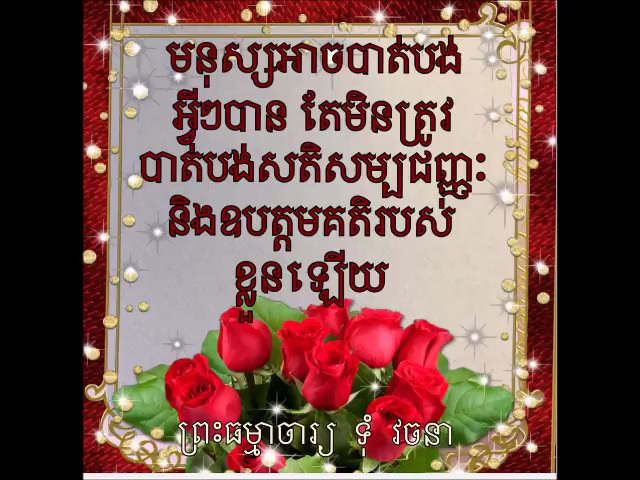 មនុស្សអាចបាត់បង់
អ្វីៗបាន តែមិនត្រូវ
បាត់បង់សតិសម្បជញ្ញៈ
និងឧបត្តមគតិរបស់
ខ្លួនឡើយ
ព្រះធម្មាចារ្យ ទុំ វចនា